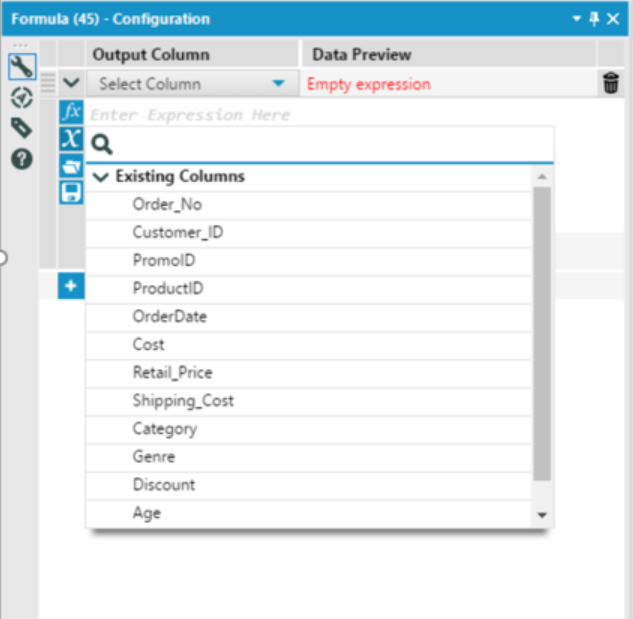 Formula (45) - Configuration
Output Column Data Preview
Select Column Empty expression
fx Enter Expression Here
X
Existing Columns
Order_No
Customer_ID
PromoID
ProductID
OrderDate
Cost
Retail_Price
Shipping_Cost
Category
Genre
Discount
Age